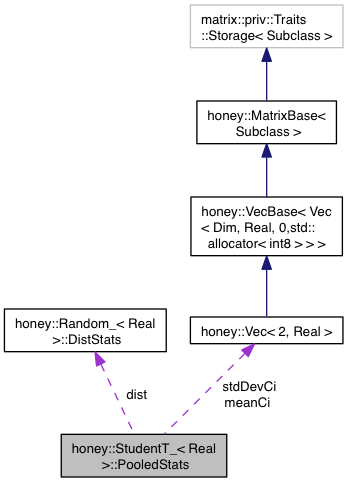 matrix::priv::Traits
::Storage< Subclass >
honey::MatrixBase<
Subclass >
honey::VecBase< Vec
< Dim, Real, 0,std::
allocator< int8 > > >
honey::Random_< Real
>::DistStats
honey::Vec< 2, Real >
dist
stdDevCi
meanCi
honey::StudentT_< Real
>::PooledStats